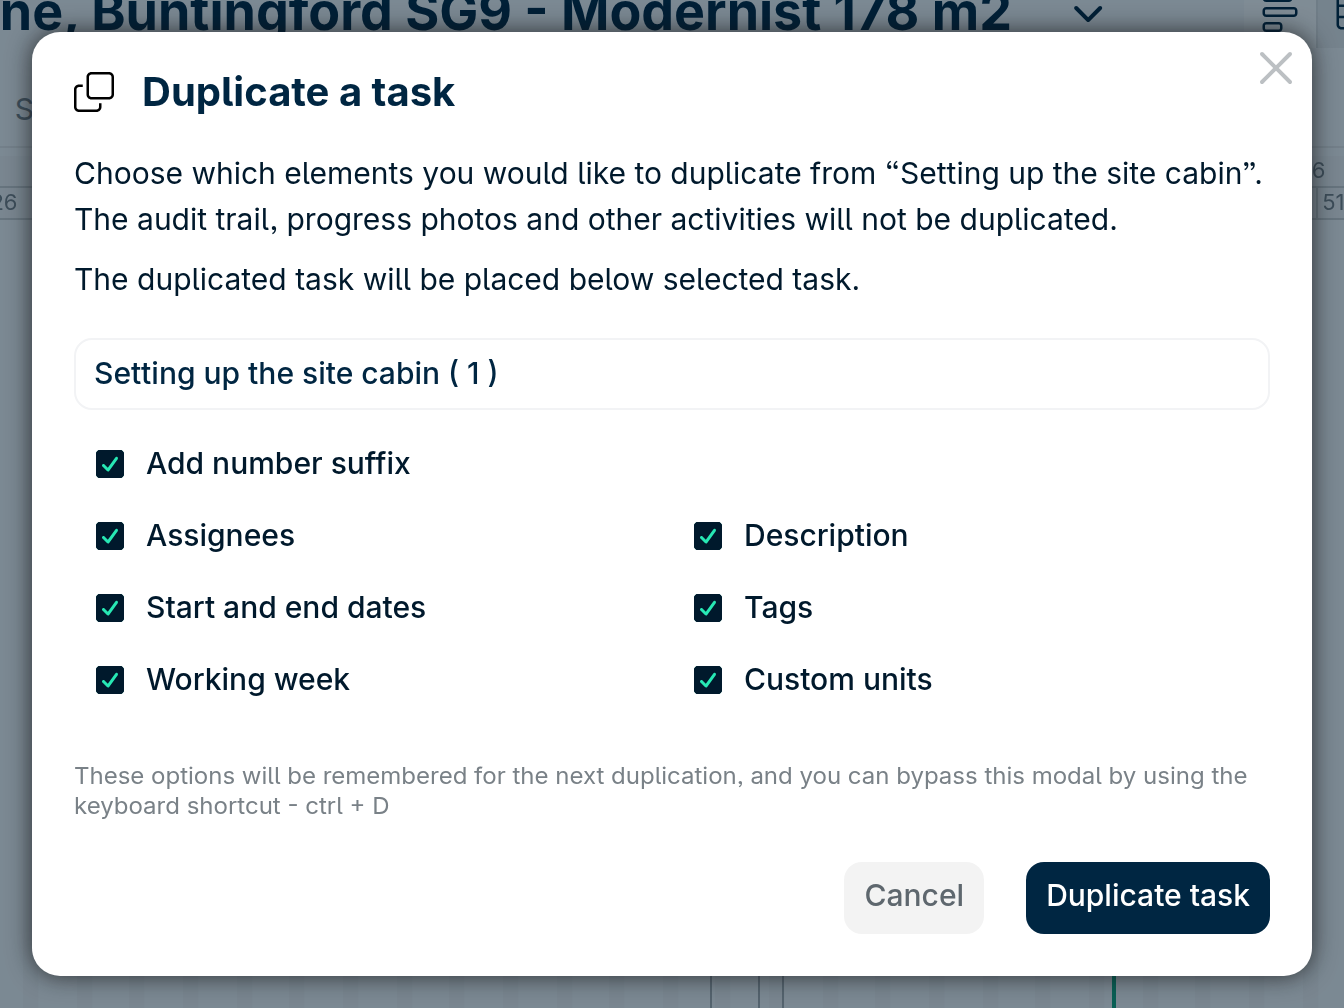 ne, Buntingford SG9 - Modernist 178 m2
Duplicate a task
S
Choose which elements you would like to duplicate from “Setting up the site cabin”.
6
26
51
The audit trail, progress photos and other activities will not be duplicated.
The duplicated task will be placed below selected task.
Setting up the site cabin ( 1 )
Add number suffix
Assignees
Description
Start and end dates
Tags
Working week
Custom units
These options will be remembered for the next duplication, and you can bypass this modal by using the
keyboard shortcut - ctrl + D
Cancel
Duplicate task